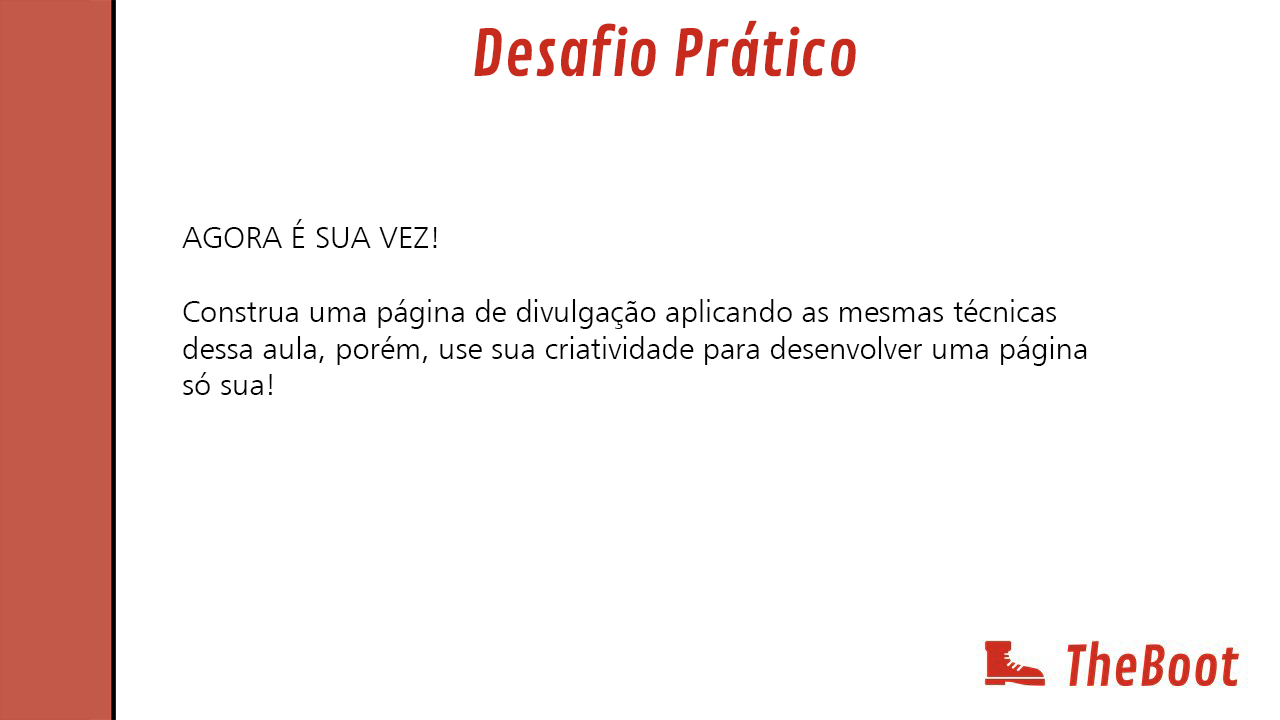 Desafio Prático
AGORA É SUA VEZ!
Construa uma página de divulgação aplicando as mesmas técnicas
dessa aula, porém, use sua criatividade para desenvolver uma página
só sua!
TheBoot